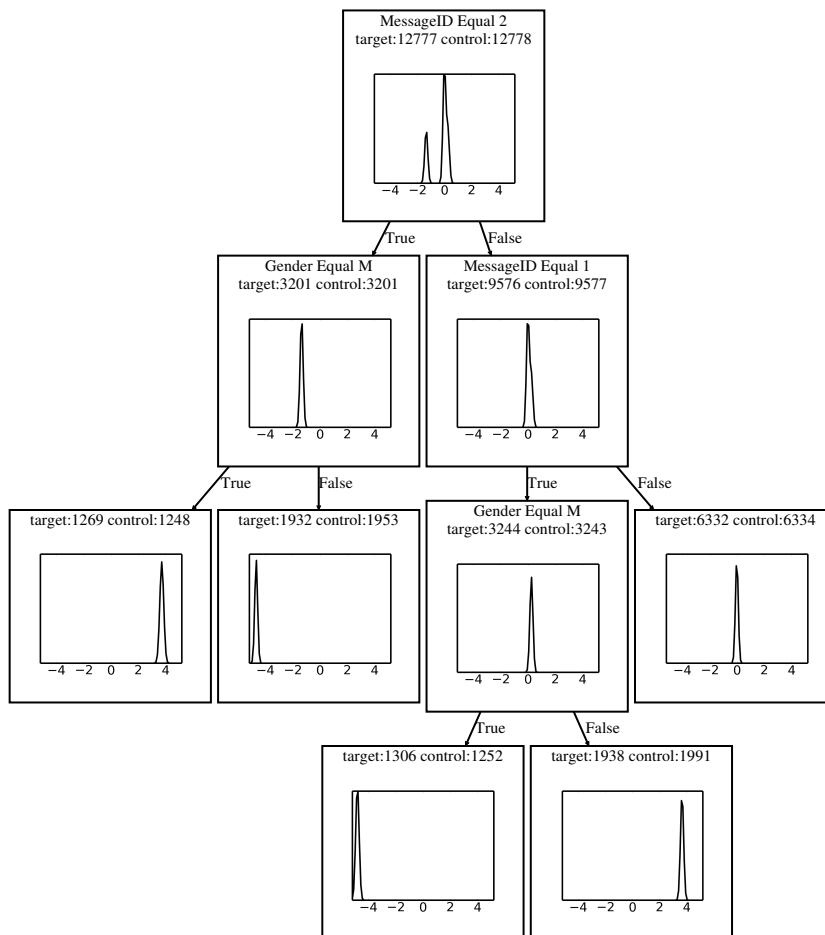 MessageID Equal 2
target:12777 control:12778
−4 −2 0 2 4
True False
Gender Equal M
target:3201 control:3201
−4 −2 0 2 4
MessageID Equal 1
target:9576 control:9577
−4 −2 0 2 4
True False
True False
target:1269 control:1248
−4 −2 0 2 4
target:1932 control:1953
−4 −2 0 2 4
Gender Equal M
target:3244 control:3243
−4 −2 0 2 4
target:6332 control:6334
−4 −2 0 2 4
True False
target:1306 control:1252
−4 −2 0 2 4
target:1938 control:1991
−4 −2 0 2 4